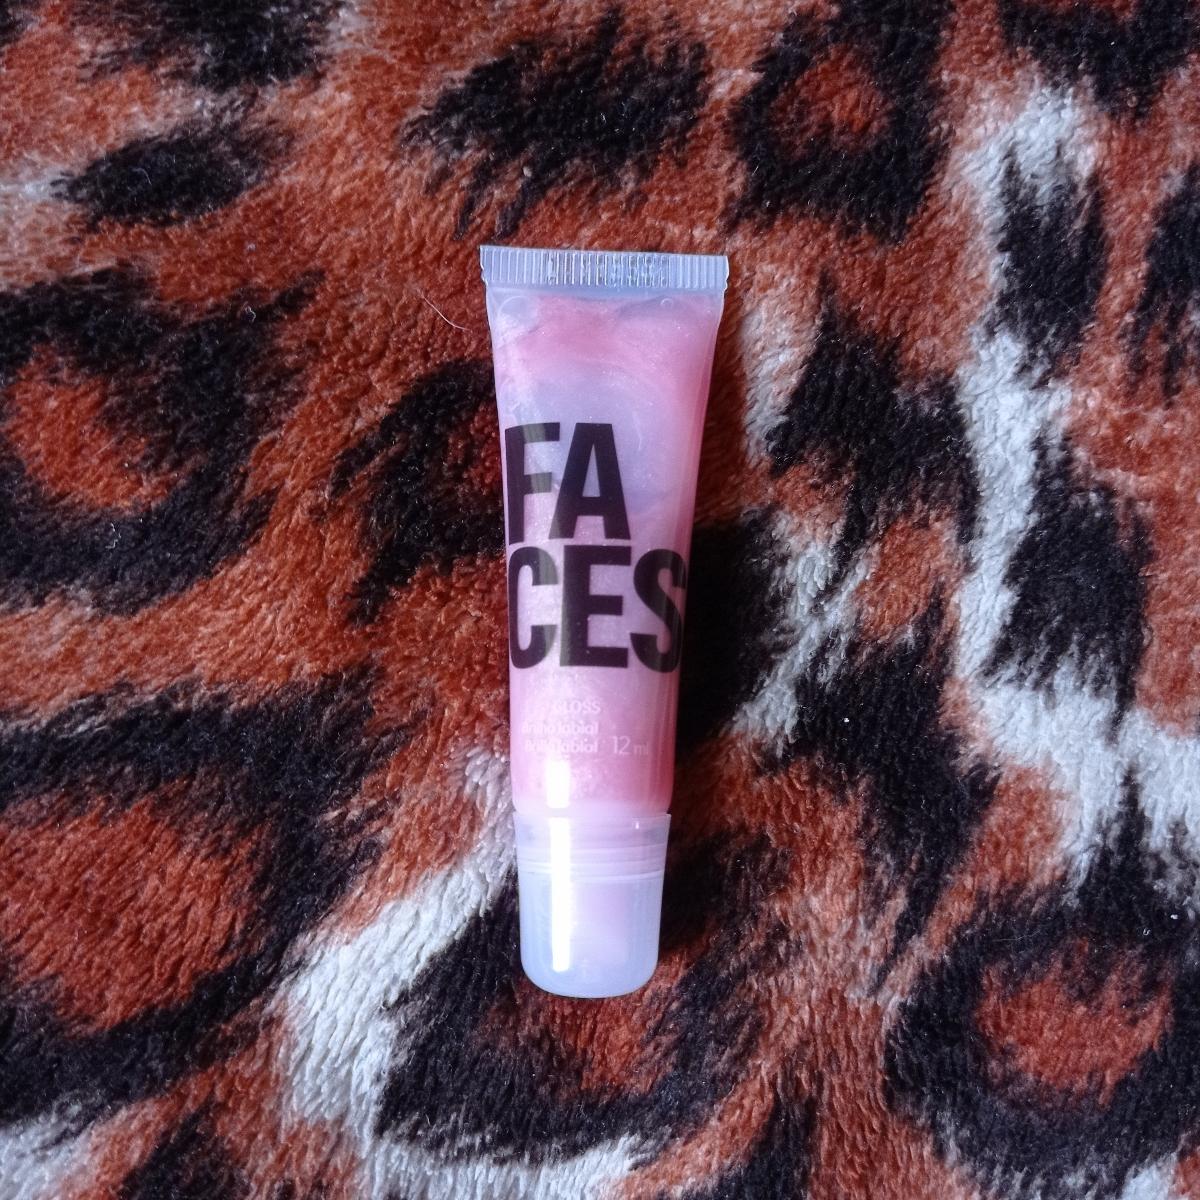 FA
CES
GLOSS
brilho labial
brillo labial 12 ml